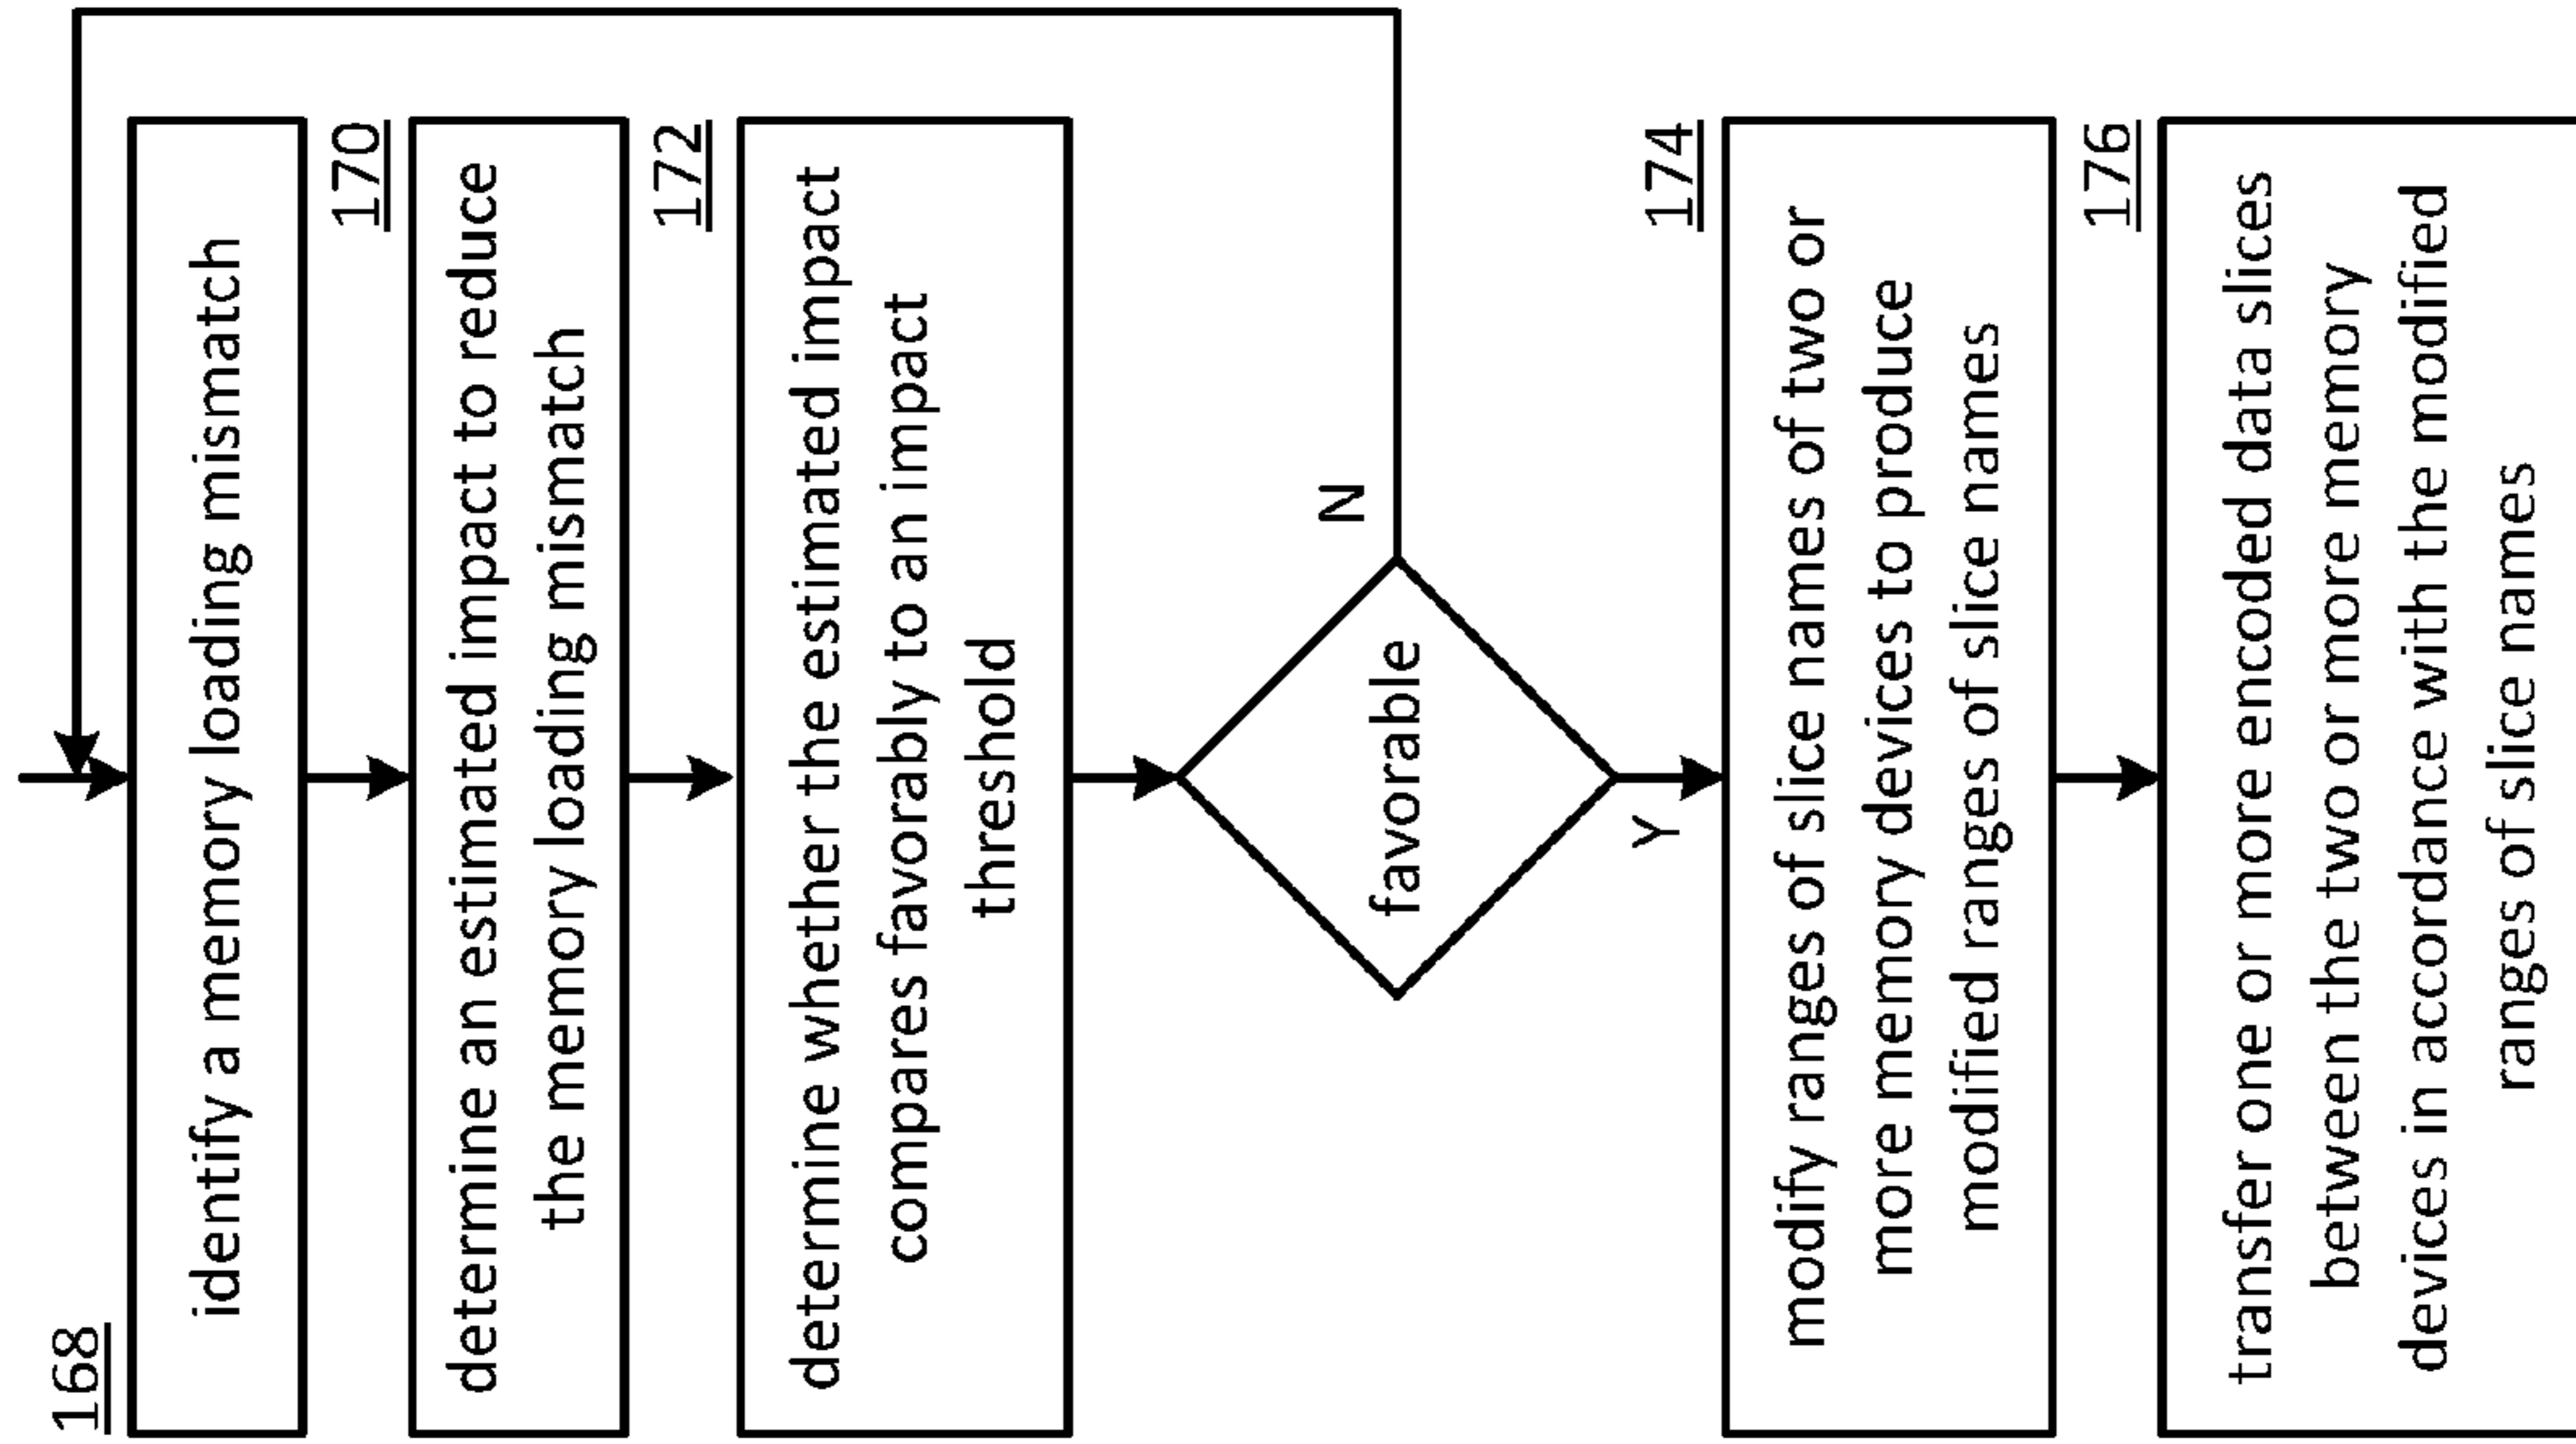 168
identify a memory loading mismatch
170
determine an estimated impact to reduce
the memory loading mismatch
172
determine whether the estimated impact
compares favorably to an impact
threshold
favorable
N
Y
174
modify ranges of slice names of two or
more memory devices to produce
modified ranges of slice names
176
transfer one or more encoded data slices
between the two or more memory
devices in accordance with the modified
ranges of slice names